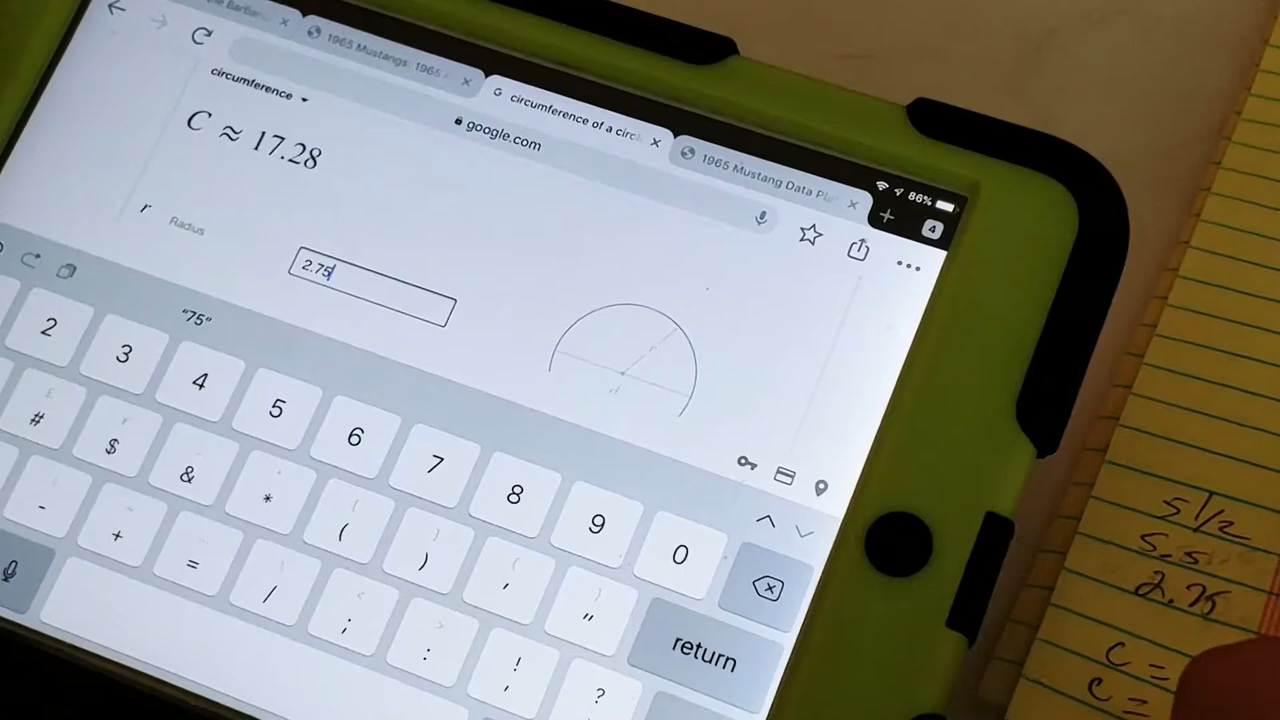 1965 Mustangs: 1965
circumference of a circ
1965 Mustang Data Pla
86%
4
google.com
circumference
C ≈ 17.28
r
Radius
2.75
r
d
"75"
2 3 4 5 6 7 8 9 0
# $ & * ( ) , "
- + = / ; : ! ?
return
5 1/2
5.5
2.75
C =
C =